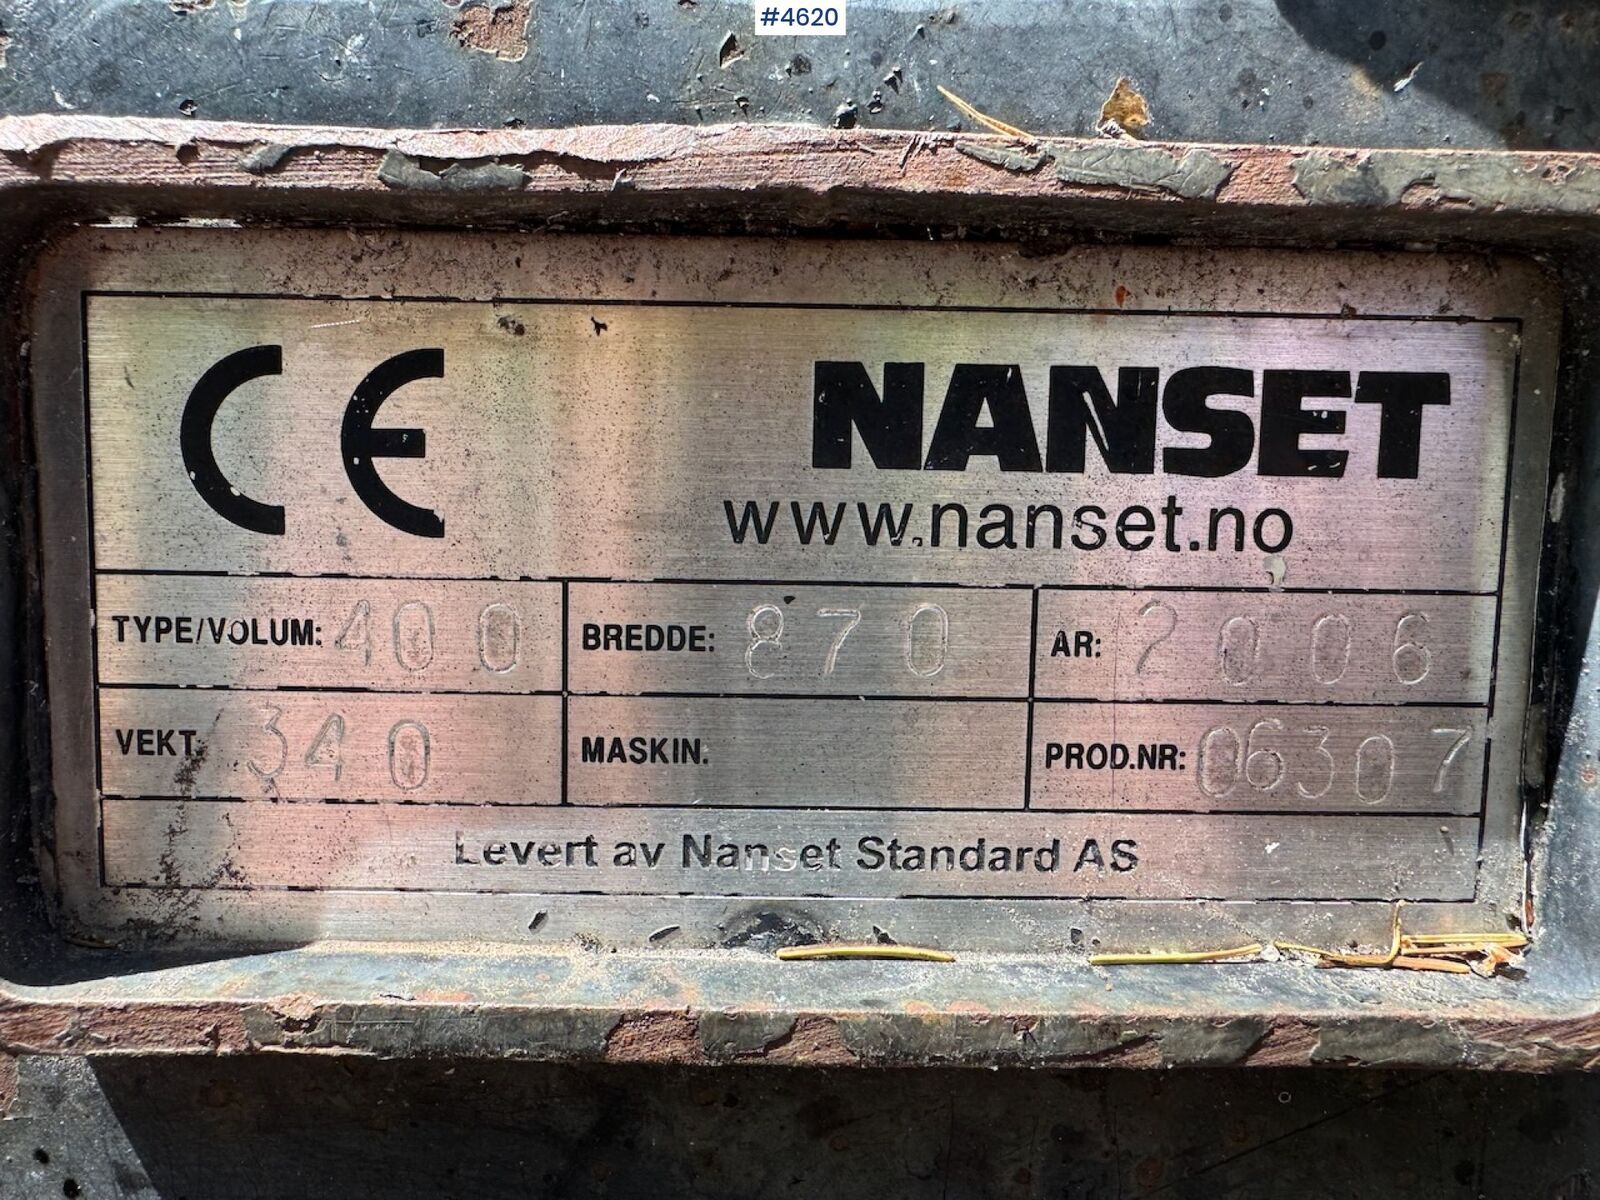 #4620
CE NANSET
www.nanset.no
TYPE/VOLUM: 400 BREDDE: 870 AR: 2006
VEKT: 340 MASKIN: PROD.NR: 06307
Levert av Nanset Standard AS